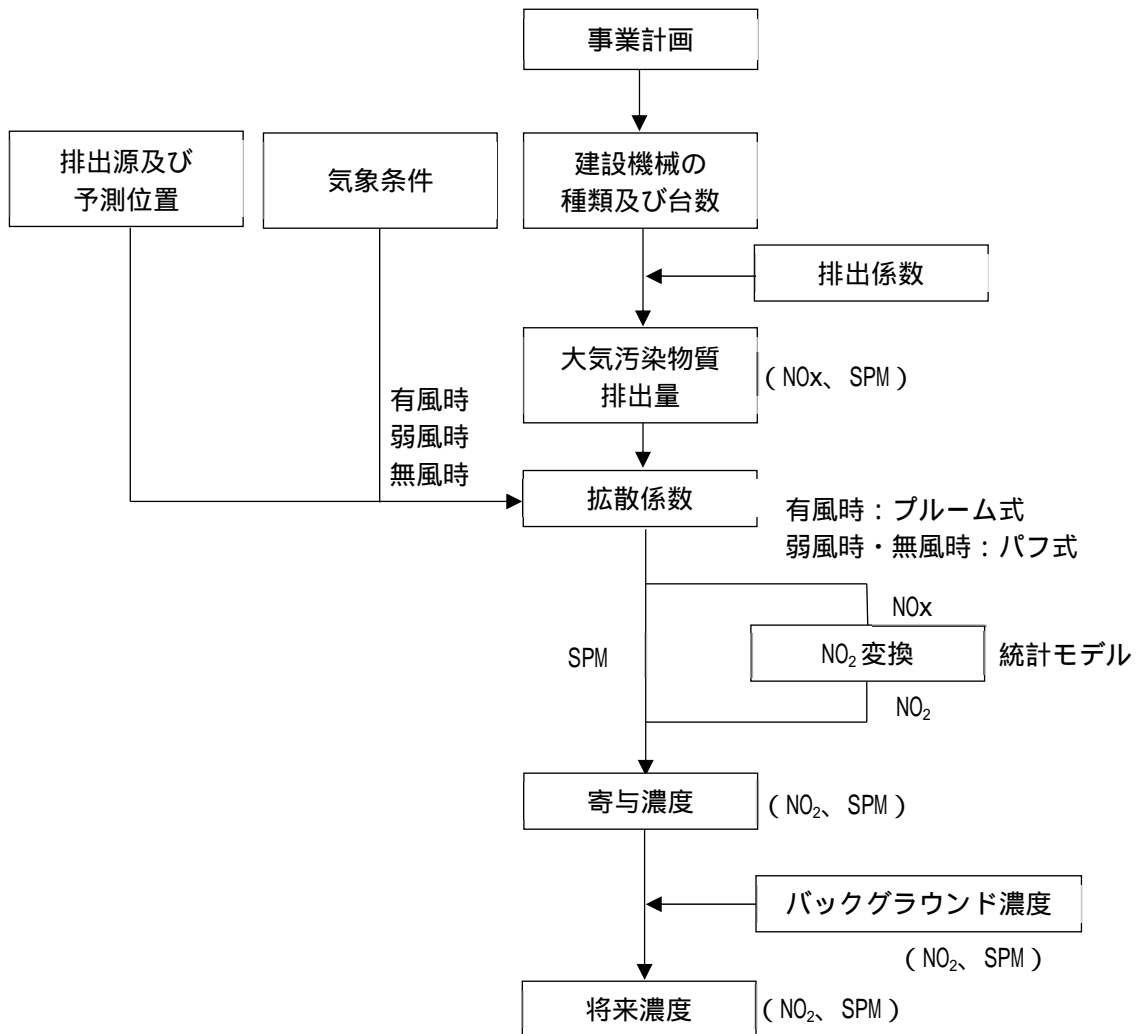 事業計画
排出源及び
予測位置
気象条件
建設機械の
種類及び台数
排出係数
大気汚染物質
排出量
（NOx、SPM）
有風時
弱風時
無風時
拡散係数
有風時：プルーム式
弱風時・無風時：パフ式
NOx
SPM
NO₂変換
統計モデル
NO₂
寄与濃度
（NO₂、SPM）
バックグラウンド濃度
（NO₂、SPM）
将来濃度
（NO₂、SPM）